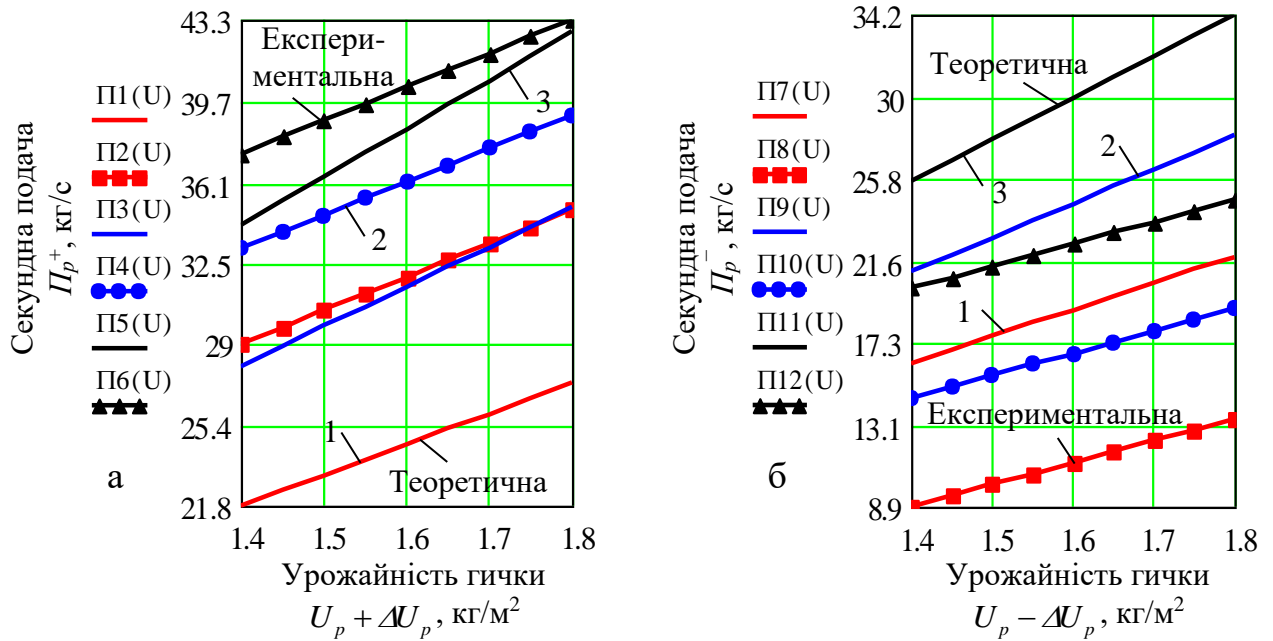 Секундна подача
П_p^+, кг/с
П1(U)
П2(U)
П3(U)
П4(U)
П5(U)
П6(U)
43.3
39.7
36.1
32.5
29
25.4
21.8
Експери-
ментальна
3
2
1
Теоретична
а
1.4 1.5 1.6 1.7 1.8
Урожайність гички
U_p + ΔU_p, кг/м²
Секундна подача
П_p^-, кг/с
П7(U)
П8(U)
П9(U)
П10(U)
П11(U)
П12(U)
34.2
30
25.8
21.6
17.3
13.1
8.9
Теоретична
2
3
1
Експериментальна
б
1.4 1.5 1.6 1.7 1.8
Урожайність гички
U_p − ΔU_p, кг/м²